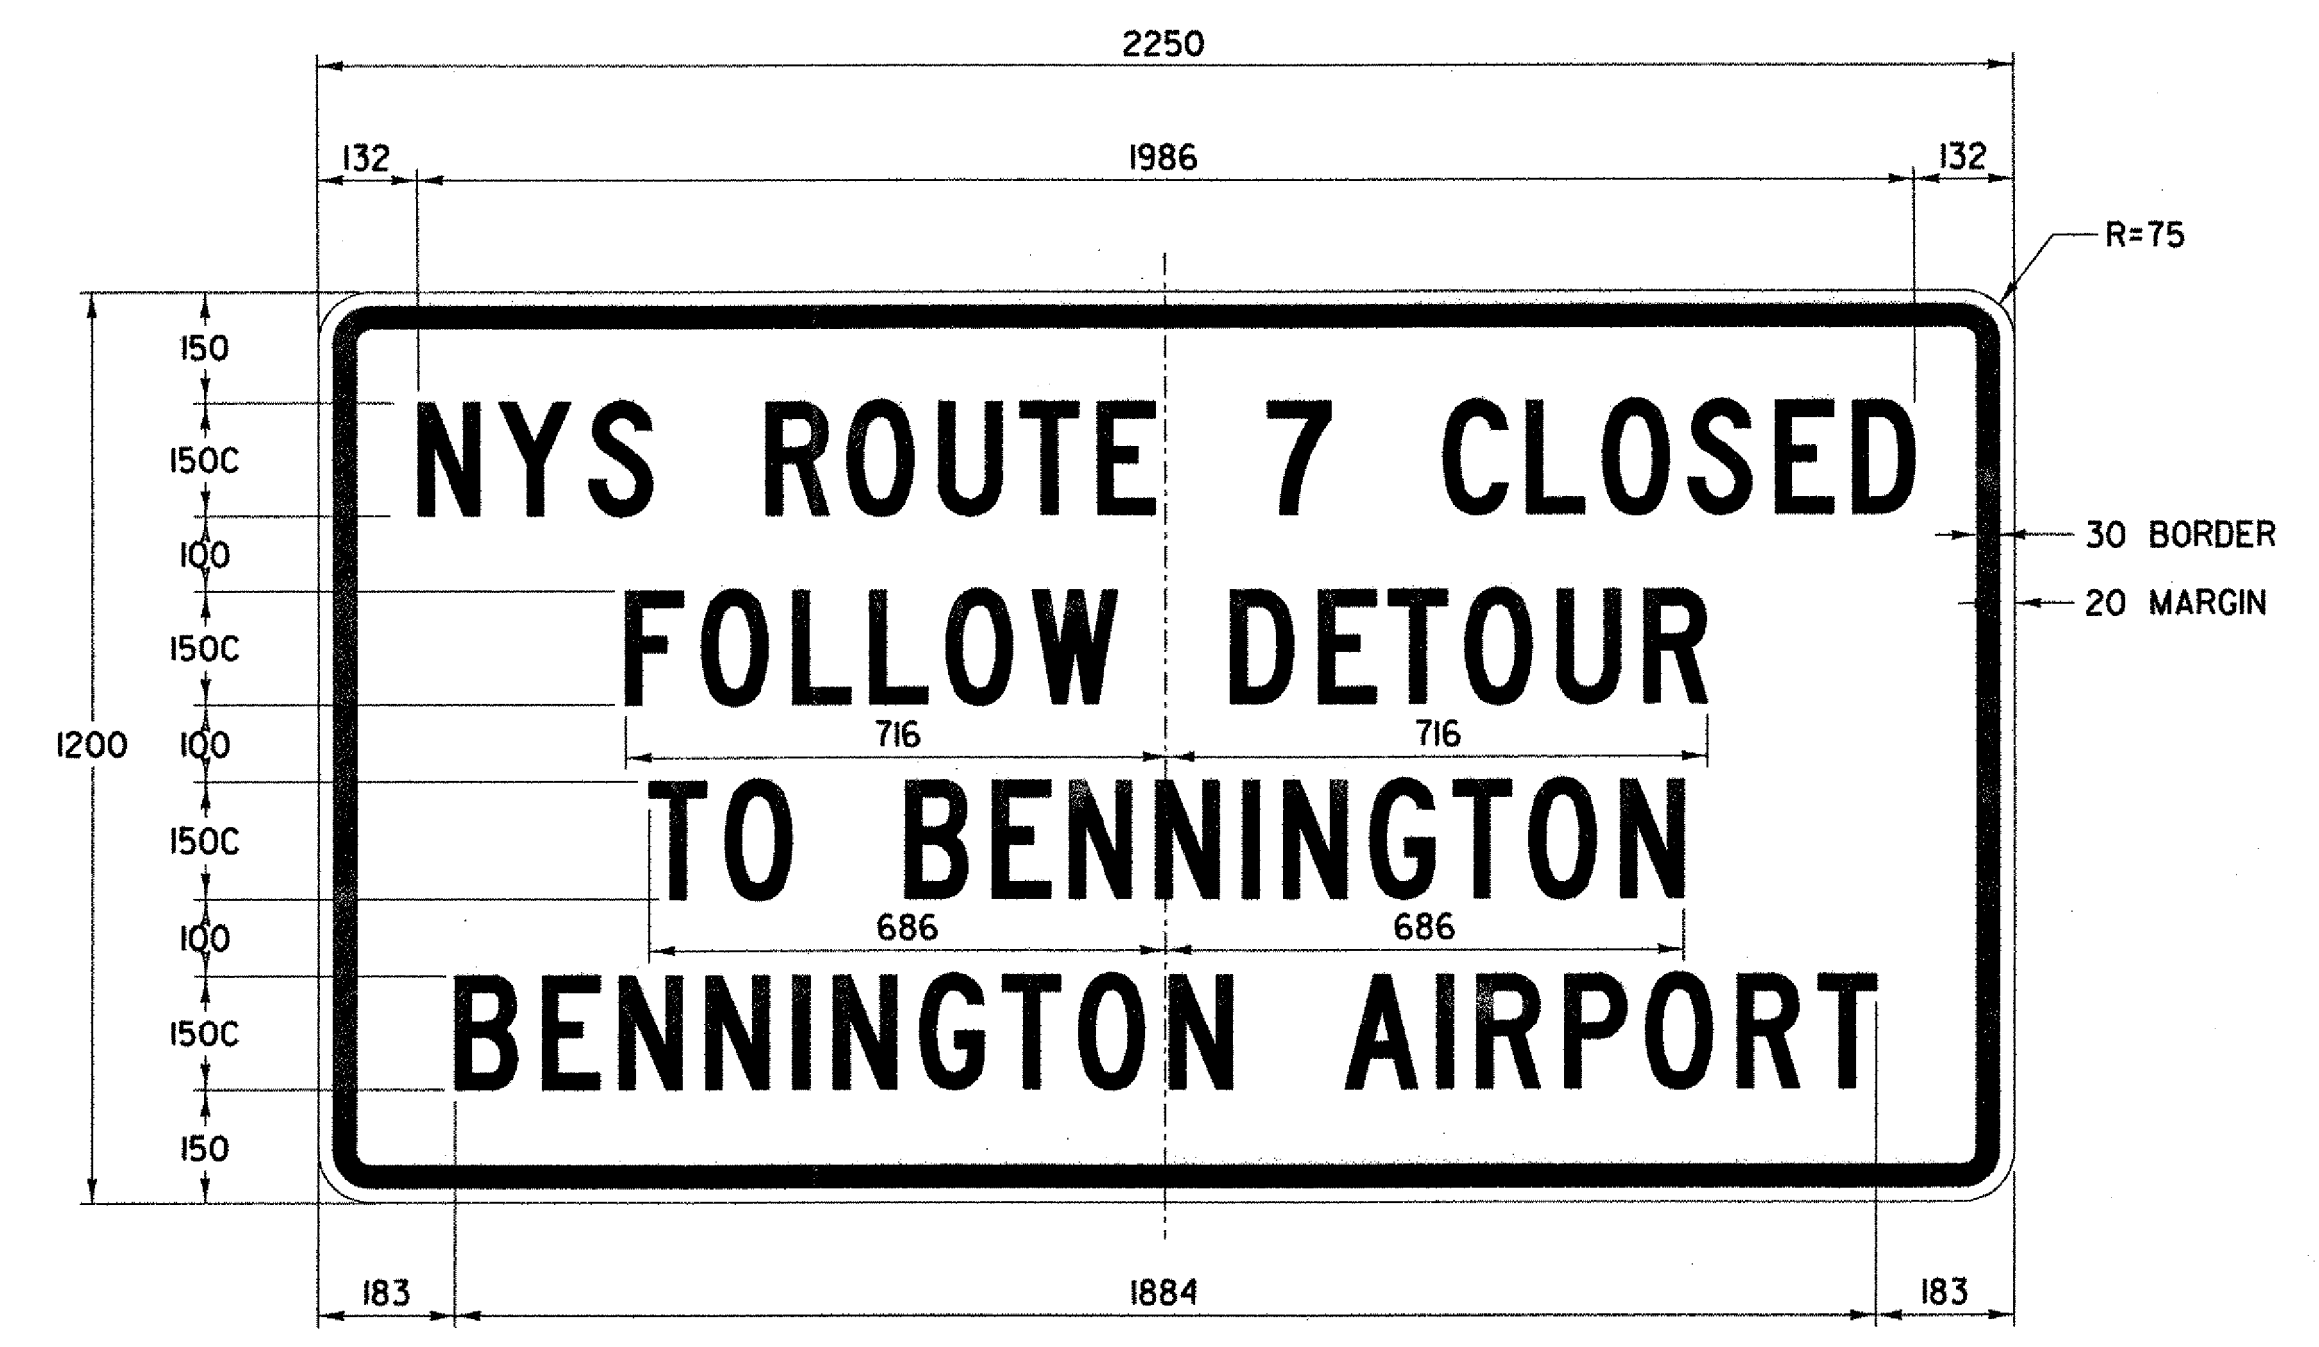 2250
132 1986 132
R=75
150
NYS ROUTE 7 CLOSED
150C
30 BORDER
100
20 MARGIN
FOLLOW DETOUR
150C
716 716
1200 100
TO BENNINGTON
150C
686 686
100
BENNINGTON AIRPORT
150C
150
183 1884 183